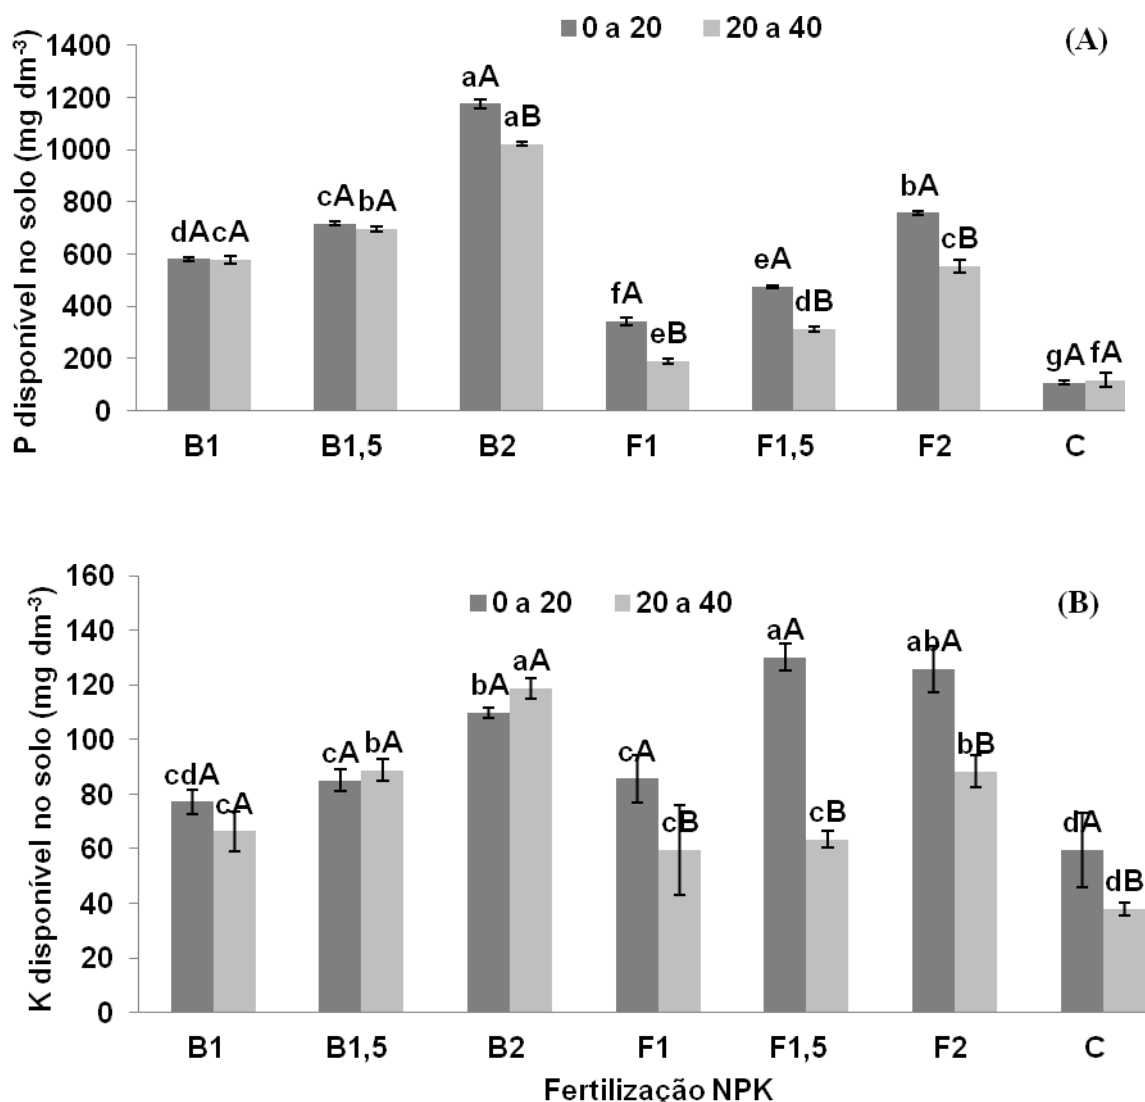 0 a 20 20 a 40 (A)
P disponível no solo (mg dm-3)
1400
1200
1000
800
600
400
200
0
dA cA cA bA aA aB fA eB eA dB bA cB gA fA
B1 B1,5 B2 F1 F1,5 F2 C
0 a 20 20 a 40 (B)
K disponível no solo (mg dm-3)
160
140
120
100
80
60
40
20
0
cdA cA cA bA bA aA cA cB aA cB abA bB dA dB
B1 B1,5 B2 F1 F1,5 F2 C
Fertilização NPK